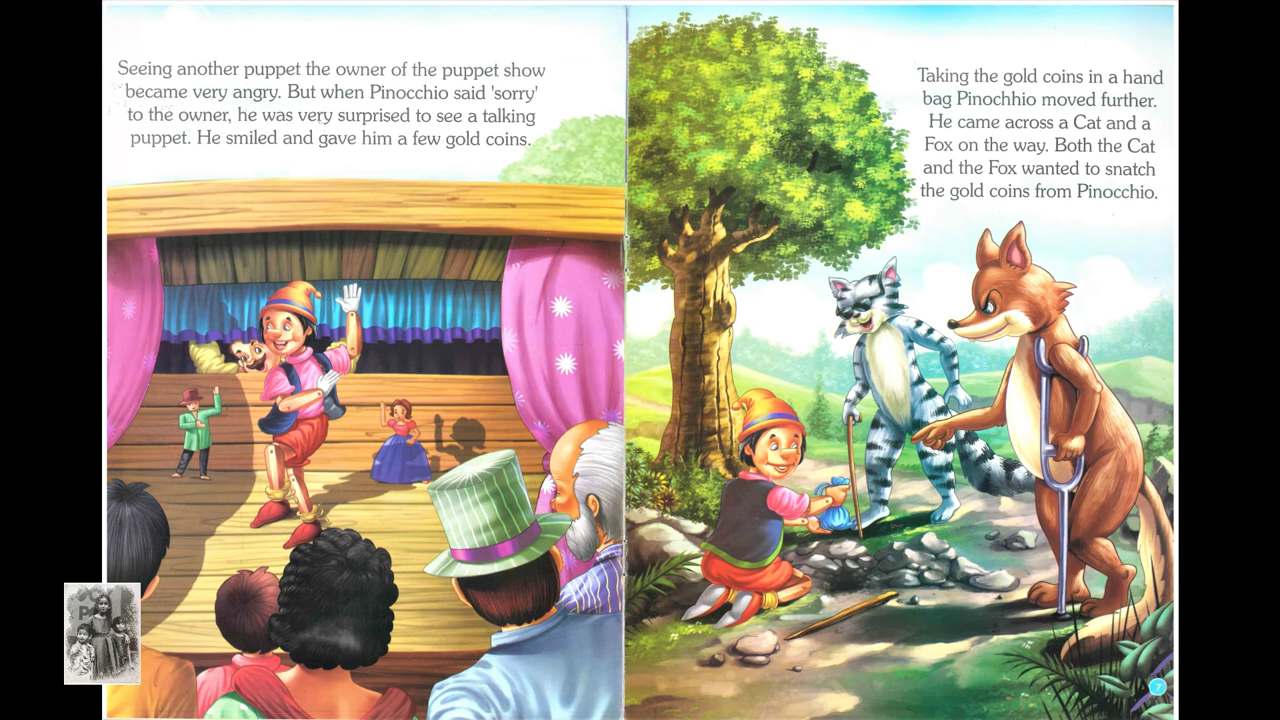 Seeing another puppet the owner of the puppet show
became very angry. But when Pinocchio said 'sorry'
to the owner, he was very surprised to see a talking
puppet. He smiled and gave him a few gold coins.
Taking the gold coins in a hand
bag Pinochhio moved further.
He came across a Cat and a
Fox on the way. Both the Cat
and the Fox wanted to snatch
the gold coins from Pinocchio.
7